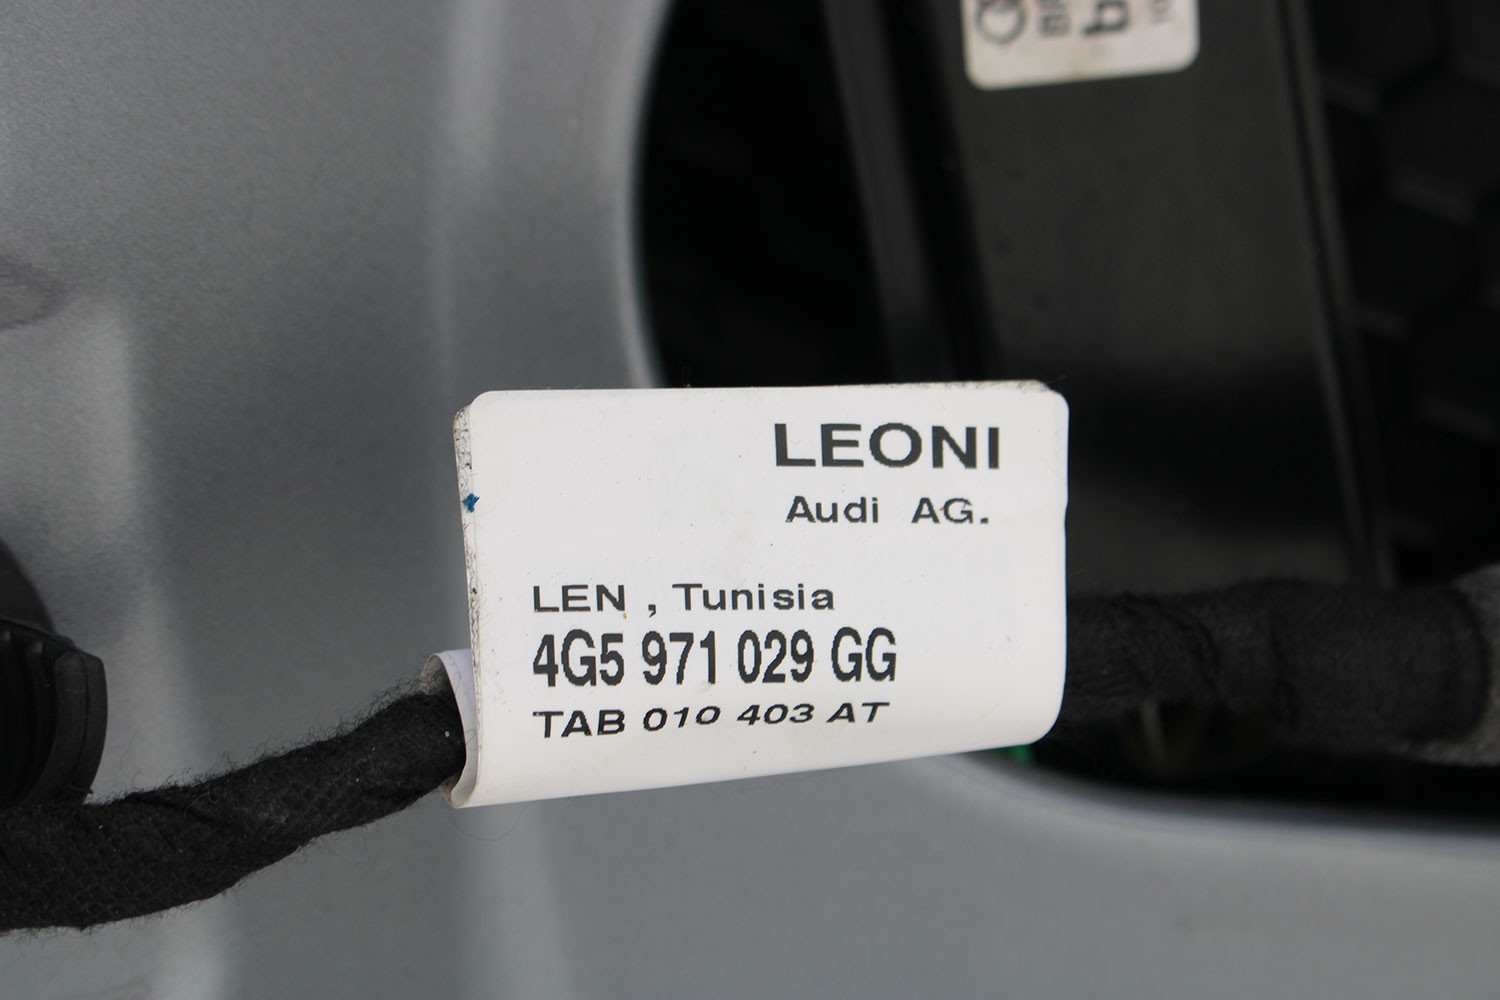 LEONI
Audi AG.
LEN , Tunisia
4G5 971 029 GG
TAB 010 403 AT